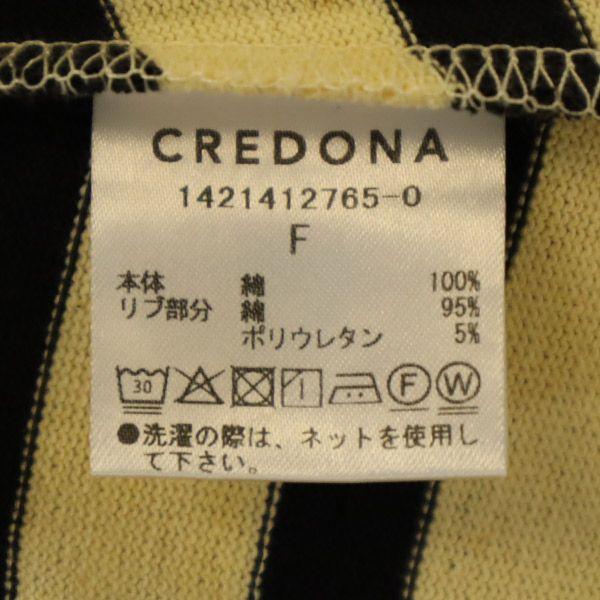 CREDONA
1421412765-0
F
本体 綿 100%
リブ部分 綿 95%
ポリウレタン 5%
30 F W
●洗濯の際は、ネットを使用し
て下さい。